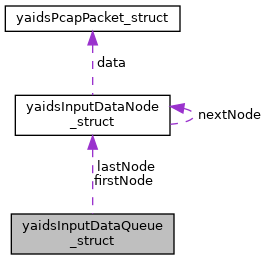 yaidsPcapPacket_struct
data
yaidsInputDataNode
_struct
nextNode
lastNode
firstNode
yaidsInputDataQueue
_struct